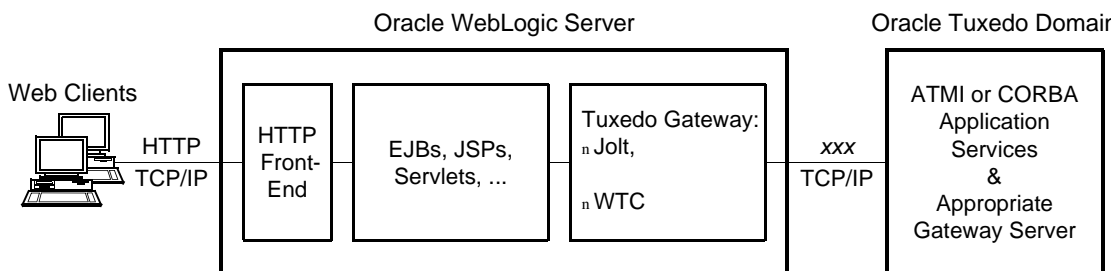 Oracle WebLogic Server
Oracle Tuxedo Domain
Web Clients
HTTP
TCP/IP
HTTP
Front-
End
EJBs, JSPs,
Servlets, ...
Tuxedo Gateway:
n Jolt,
n WTC
xxx
TCP/IP
ATMI or CORBA
Application
Services
&
Appropriate
Gateway Server